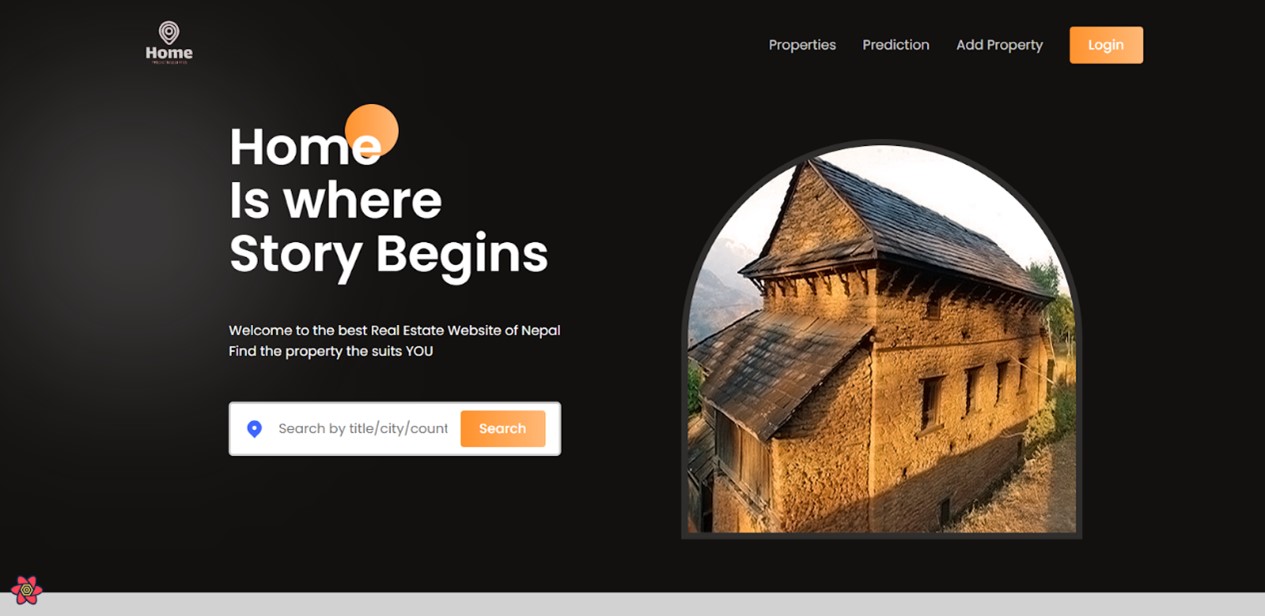 Home
Properties
Prediction
Add Property
Login
Home
Is where
Story Begins
Welcome to the best Real Estate Website of Nepal
Find the property the suits YOU
Search by title/city/count
Search